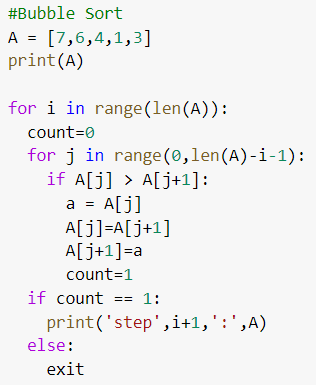 #Bubble Sort
A = [7,6,4,1,3]
print(A)

for i in range(len(A)):
  count=0
  for j in range(0,len(A)-i-1):
    if A[j] > A[j+1]:
      a = A[j]
      A[j]=A[j+1]
      A[j+1]=a
      count=1
  if count == 1:
    print('step',i+1,':',A)
  else:
    exit